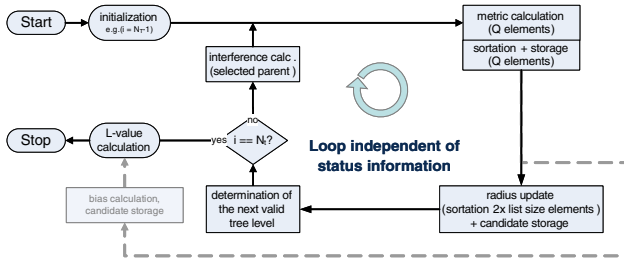 Start
initialization
e.g.(i = NT-1)
metric calculation
(Q elements)
sortation + storage
(Q elements)
interference calc .
(selected parent )
no
Stop
L-value
calculation
yes
i == Nt?
Loop independent of
status information
bias calculation,
candidate storage
determination of
the next valid
tree level
radius update
(sortation 2x list size elements )
+ candidate storage